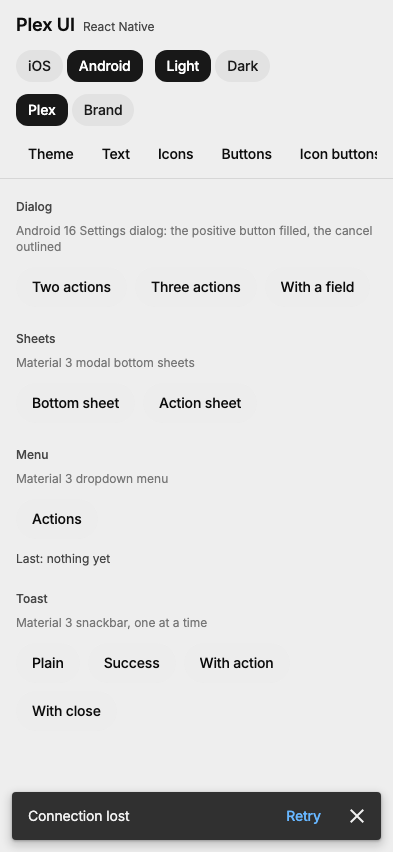 Plex UI React Native
iOS Android Light Dark
Plex Brand
Theme Text Icons Buttons Icon buttons
Dialog
Android 16 Settings dialog: the positive button filled, the cancel
outlined
Two actions Three actions With a field
Sheets
Material 3 modal bottom sheets
Bottom sheet Action sheet
Menu
Material 3 dropdown menu
Actions
Last: nothing yet
Toast
Material 3 snackbar, one at a time
Plain Success With action
With close
Connection lost Retry